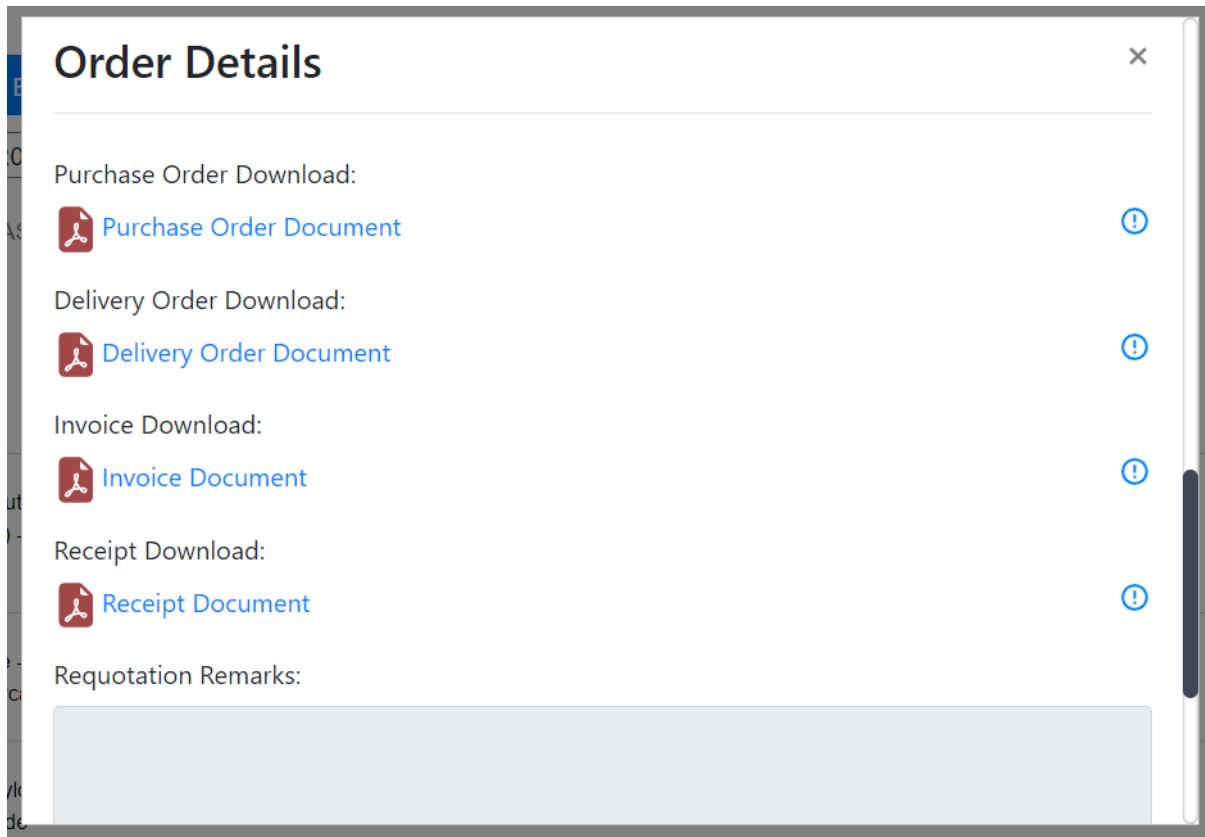 Order Details
×
Purchase Order Download:
Purchase Order Document
Delivery Order Download:
Delivery Order Document
Invoice Download:
Invoice Document
Receipt Download:
Receipt Document
Requotation Remarks: